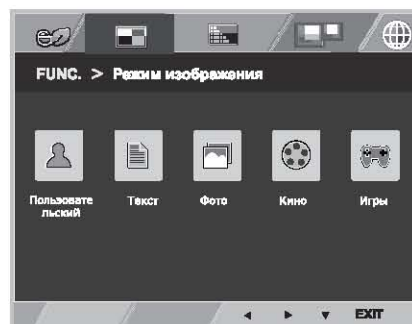 FUNC. > Режим изображения
Пользовате
льский
Текст
Фото
Кино
Игры
EXIT